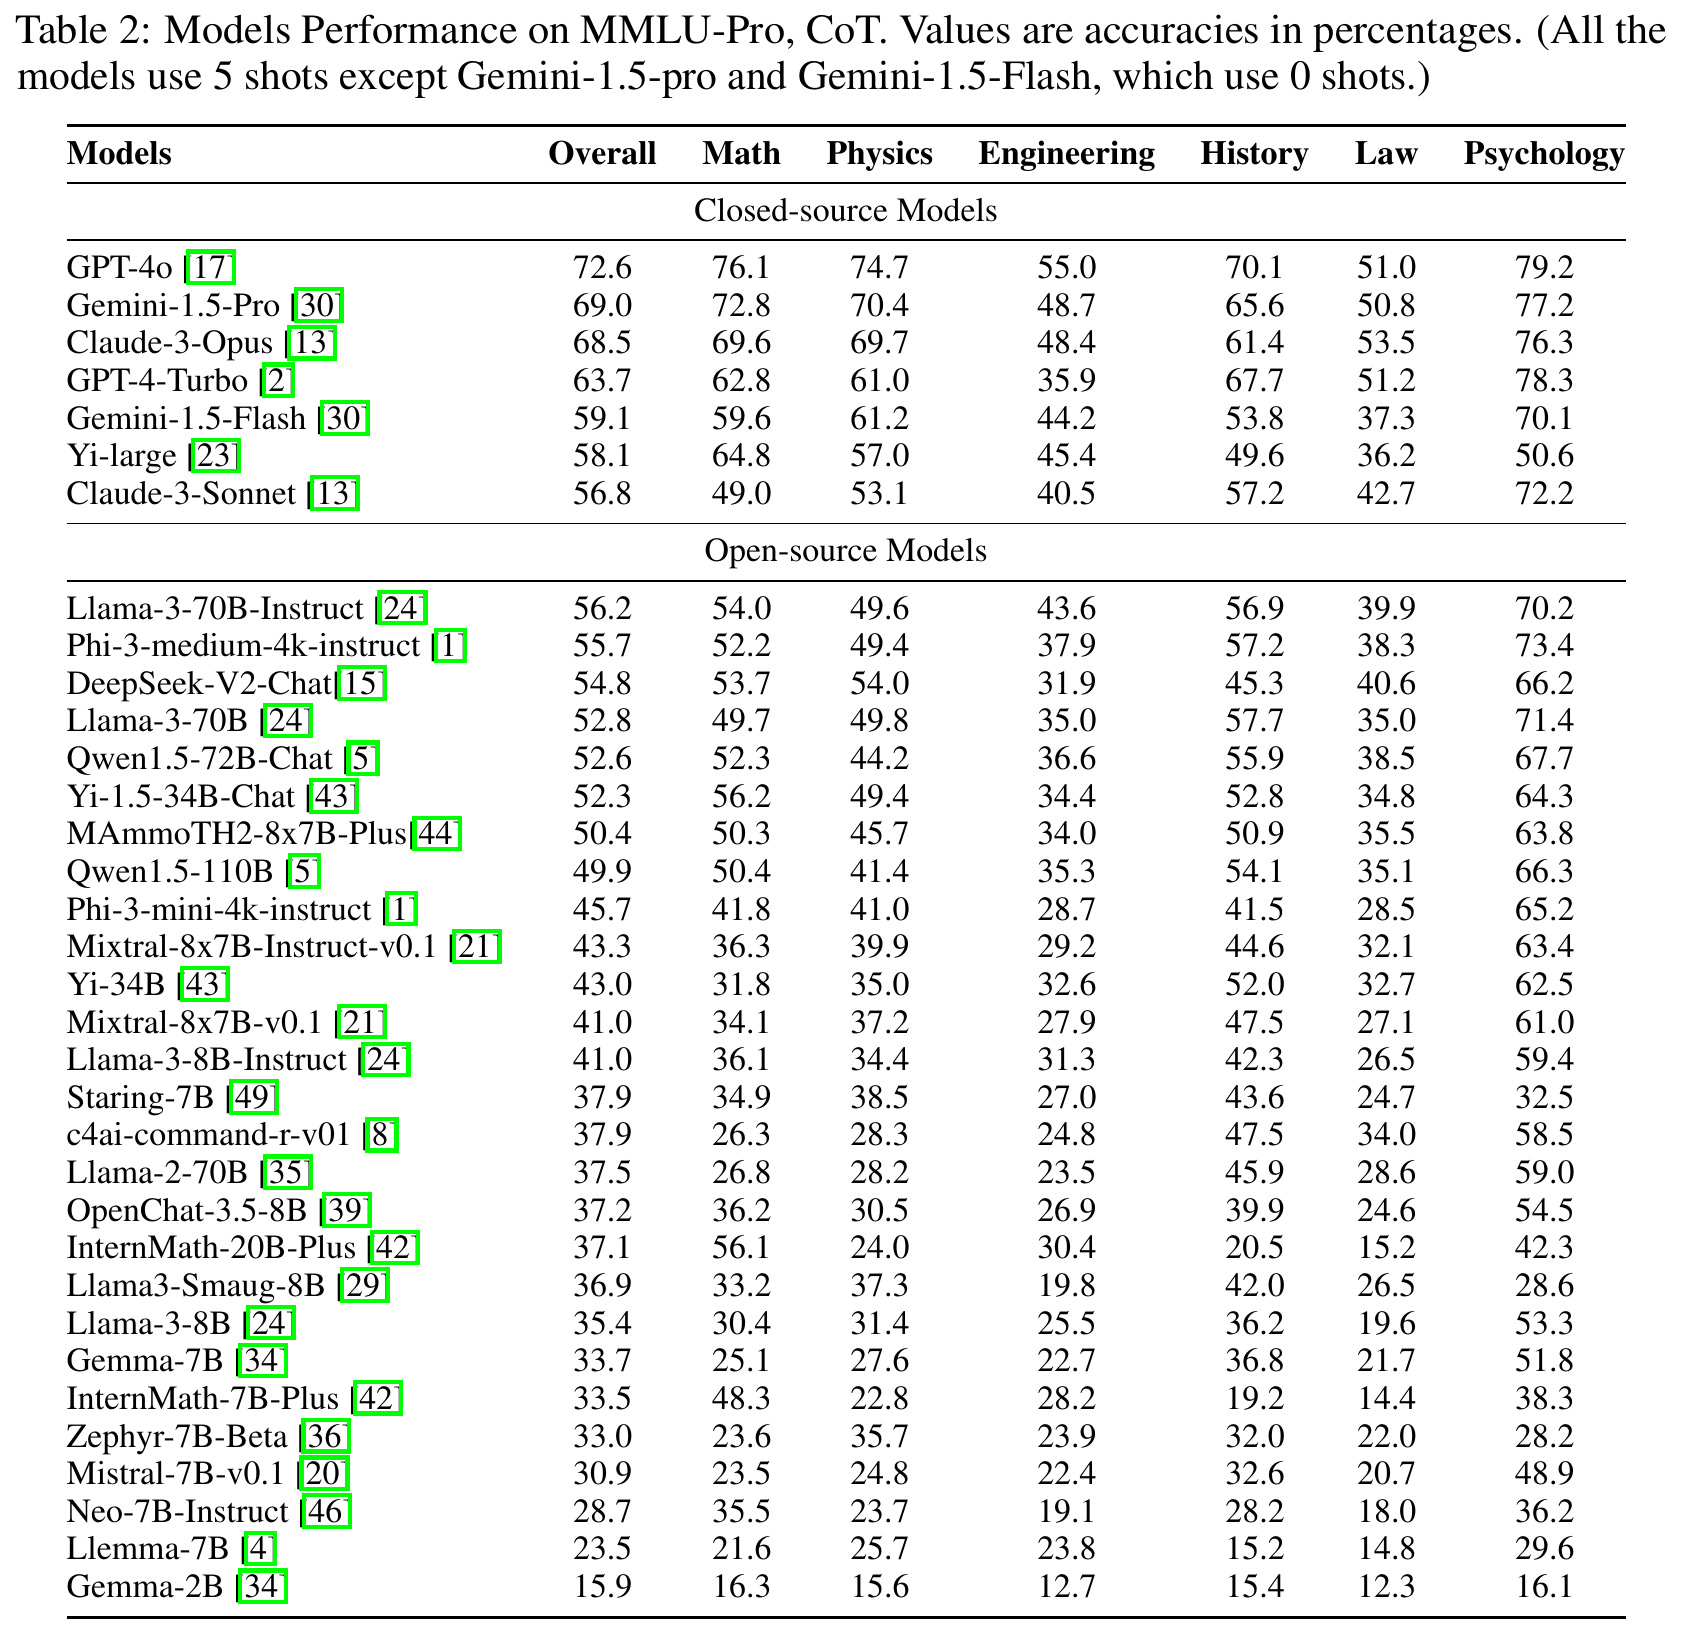 Table 2: Models Performance on MMLU-Pro, CoT. Values are accuracies in percentages. (All the
models use 5 shots except Gemini-1.5-pro and Gemini-1.5-Flash, which use 0 shots.)
Models Overall Math Physics Engineering History Law Psychology
Closed-source Models
GPT-4o [17] 72.6 76.1 74.7 55.0 70.1 51.0 79.2
Gemini-1.5-Pro [30] 69.0 72.8 70.4 48.7 65.6 50.8 77.2
Claude-3-Opus [13] 68.5 69.6 69.7 48.4 61.4 53.5 76.3
GPT-4-Turbo [2] 63.7 62.8 61.0 35.9 67.7 51.2 78.3
Gemini-1.5-Flash [30] 59.1 59.6 61.2 44.2 53.8 37.3 70.1
Yi-large [23] 58.1 64.8 57.0 45.4 49.6 36.2 50.6
Claude-3-Sonnet [13] 56.8 49.0 53.1 40.5 57.2 42.7 72.2
Open-source Models
Llama-3-70B-Instruct [24] 56.2 54.0 49.6 43.6 56.9 39.9 70.2
Phi-3-medium-4k-instruct [1] 55.7 52.2 49.4 37.9 57.2 38.3 73.4
DeepSeek-V2-Chat[15] 54.8 53.7 54.0 31.9 45.3 40.6 66.2
Llama-3-70B [24] 52.8 49.7 49.8 35.0 57.7 35.0 71.4
Qwen1.5-72B-Chat [5] 52.6 52.3 44.2 36.6 55.9 38.5 67.7
Yi-1.5-34B-Chat [43] 52.3 56.2 49.4 34.4 52.8 34.8 64.3
MAmmoTH2-8x7B-Plus[44] 50.4 50.3 45.7 34.0 50.9 35.5 63.8
Qwen1.5-110B [5] 49.9 50.4 41.4 35.3 54.1 35.1 66.3
Phi-3-mini-4k-instruct [1] 45.7 41.8 41.0 28.7 41.5 28.5 65.2
Mixtral-8x7B-Instruct-v0.1 [21] 43.3 36.3 39.9 29.2 44.6 32.1 63.4
Yi-34B [43] 43.0 31.8 35.0 32.6 52.0 32.7 62.5
Mixtral-8x7B-v0.1 [21] 41.0 34.1 37.2 27.9 47.5 27.1 61.0
Llama-3-8B-Instruct [24] 41.0 36.1 34.4 31.3 42.3 26.5 59.4
Staring-7B [49] 37.9 34.9 38.5 27.0 43.6 24.7 32.5
c4ai-command-r-v01 [8] 37.9 26.3 28.3 24.8 47.5 34.0 58.5
Llama-2-70B [35] 37.5 26.8 28.2 23.5 45.9 28.6 59.0
OpenChat-3.5-8B [39] 37.2 36.2 30.5 26.9 39.9 24.6 54.5
InternMath-20B-Plus [42] 37.1 56.1 24.0 30.4 20.5 15.2 42.3
Llama3-Smaug-8B [29] 36.9 33.2 37.3 19.8 42.0 26.5 28.6
Llama-3-8B [24] 35.4 30.4 31.4 25.5 36.2 19.6 53.3
Gemma-7B [34] 33.7 25.1 27.6 22.7 36.8 21.7 51.8
InternMath-7B-Plus [42] 33.5 48.3 22.8 28.2 19.2 14.4 38.3
Zephyr-7B-Beta [36] 33.0 23.6 35.7 23.9 32.0 22.0 28.2
Mistral-7B-v0.1 [20] 30.9 23.5 24.8 22.4 32.6 20.7 48.9
Neo-7B-Instruct [46] 28.7 35.5 23.7 19.1 28.2 18.0 36.2
Llemma-7B [4] 23.5 21.6 25.7 23.8 15.2 14.8 29.6
Gemma-2B [34] 15.9 16.3 15.6 12.7 15.4 12.3 16.1